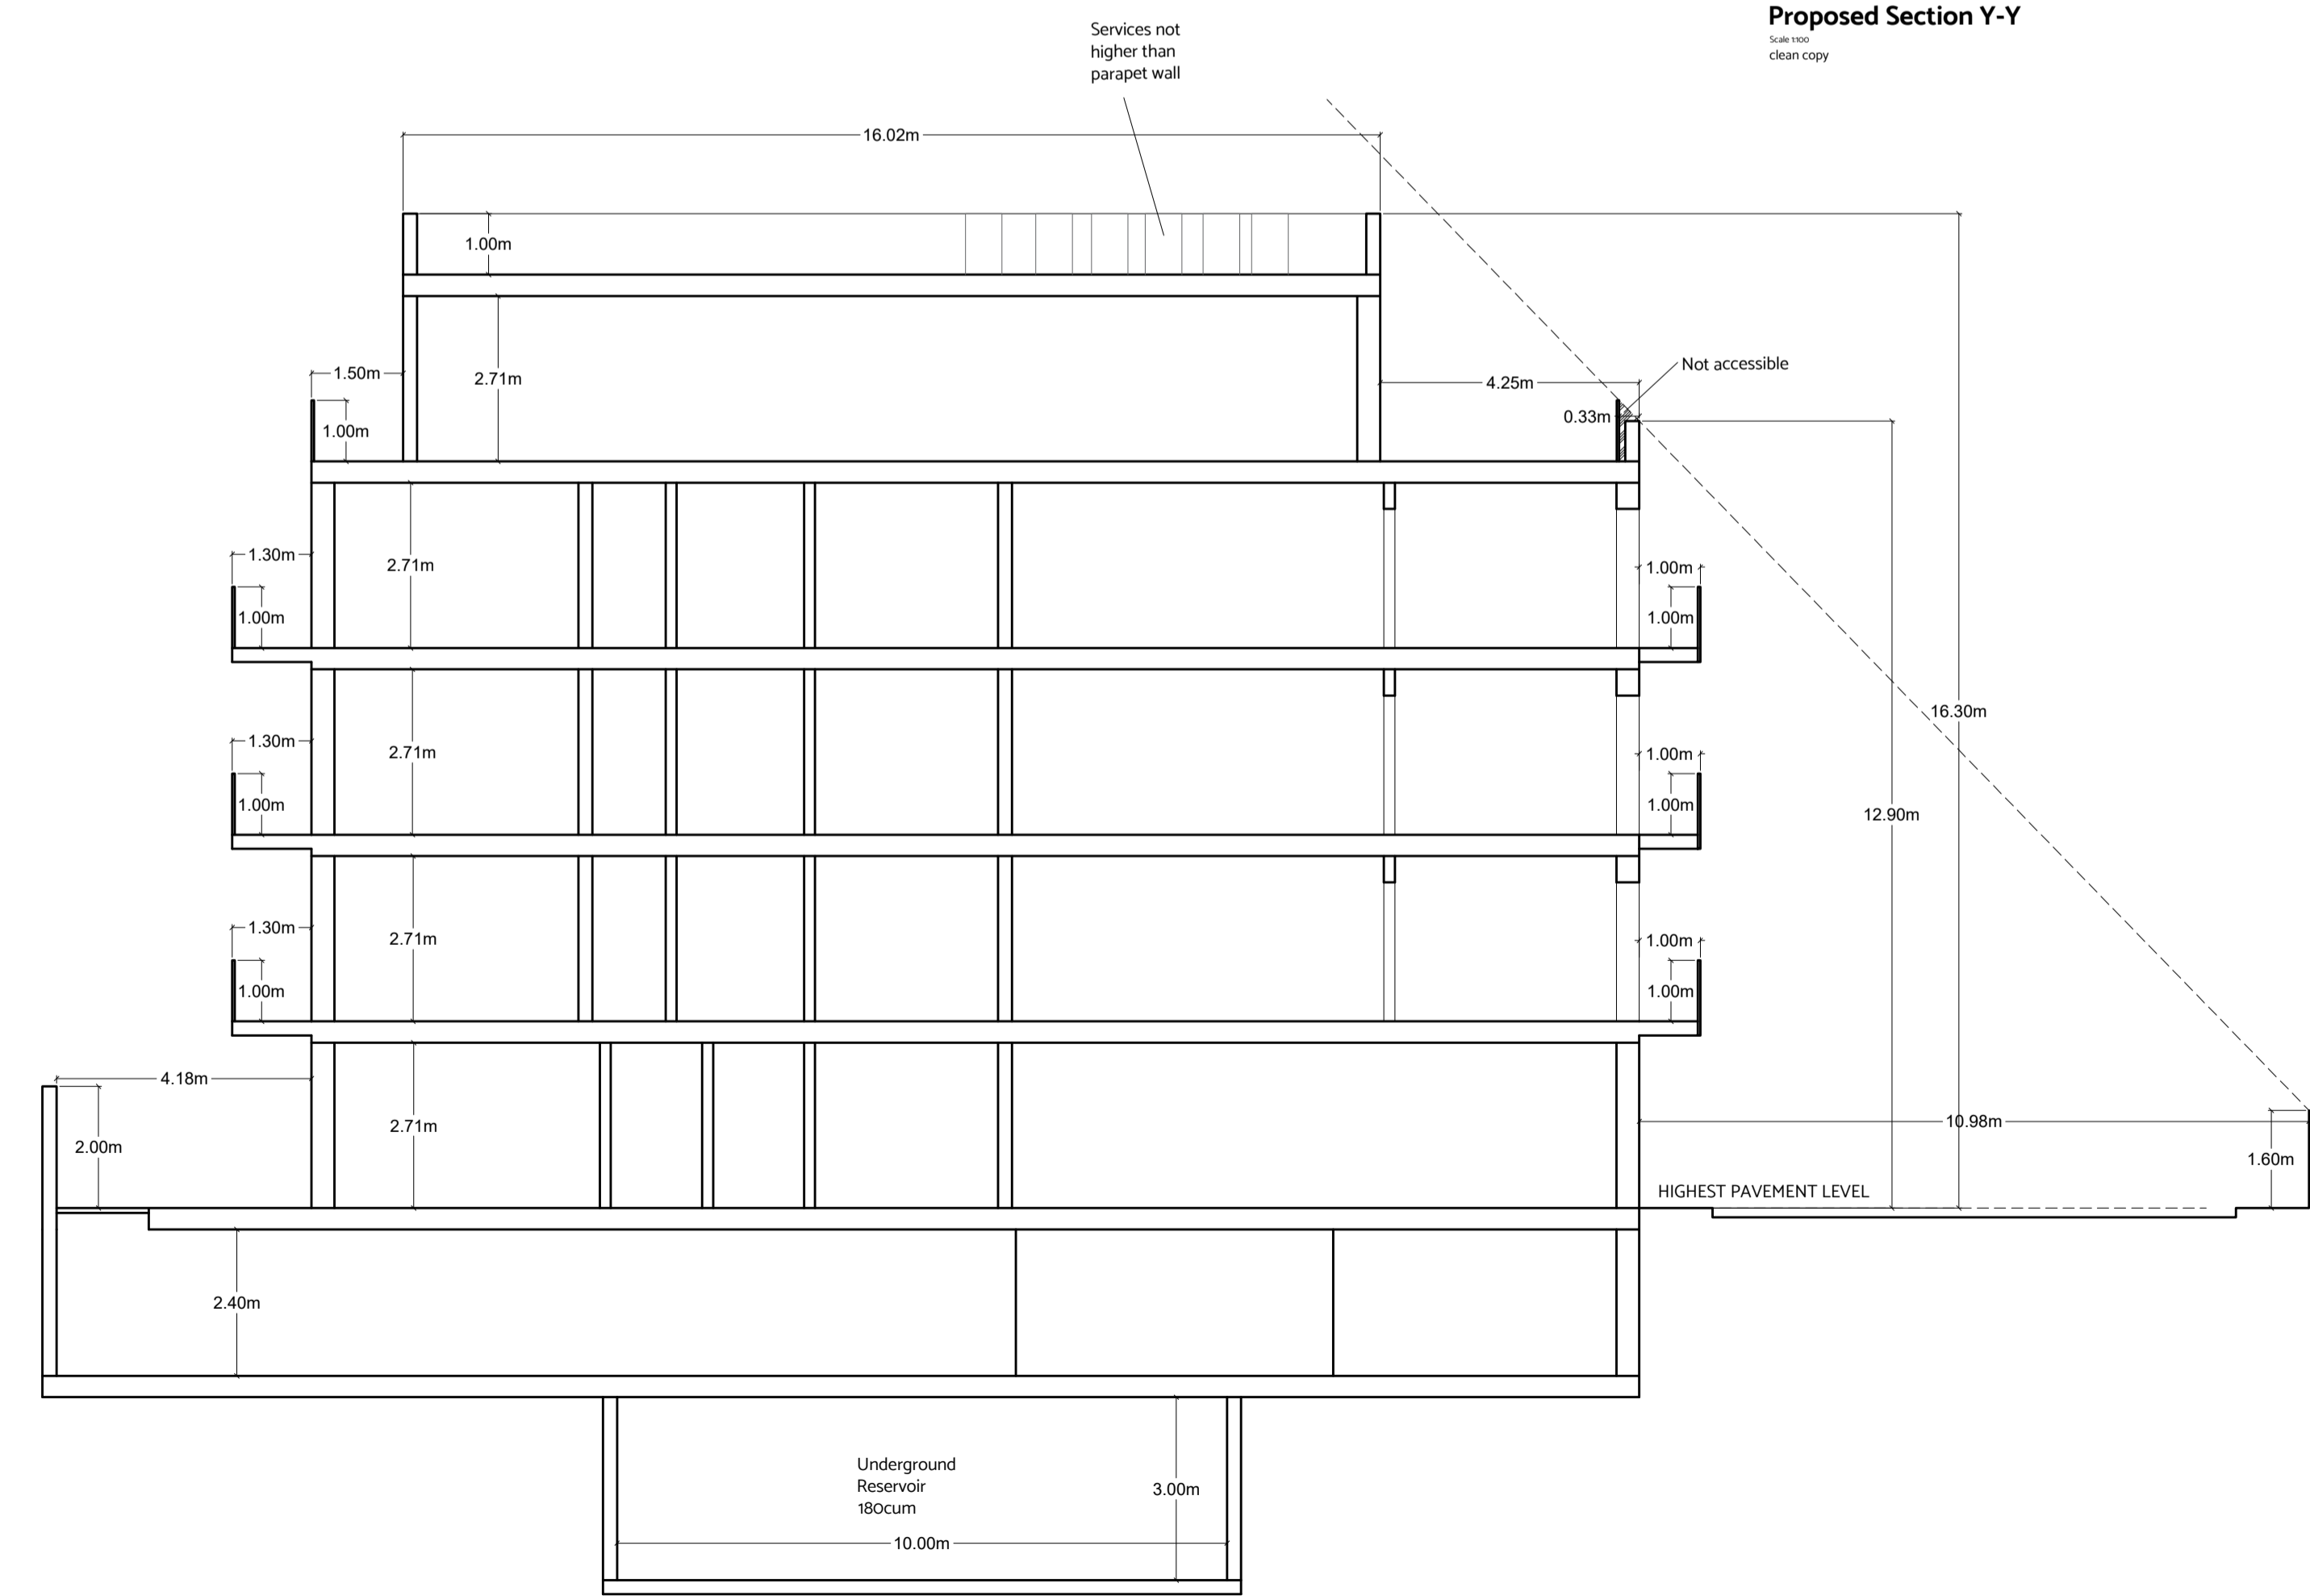 Proposed Section Y-Y
Scale 1:100
clean copy
Services not
higher than
parapet wall
16.02m
1.00m
1.50m
2.71m
4.25m
Not accessible
0.33m
1.00m
1.30m
2.71m
1.00m
1.00m
1.00m
16.30m
1.30m
2.71m
1.00m
1.00m
1.00m
12.90m
1.30m
2.71m
1.00m
1.00m
1.00m
4.18m
2.71m
10.98m
2.00m
1.60m
HIGHEST PAVEMENT LEVEL
2.40m
Underground
Reservoir
180cum
3.00m
10.00m